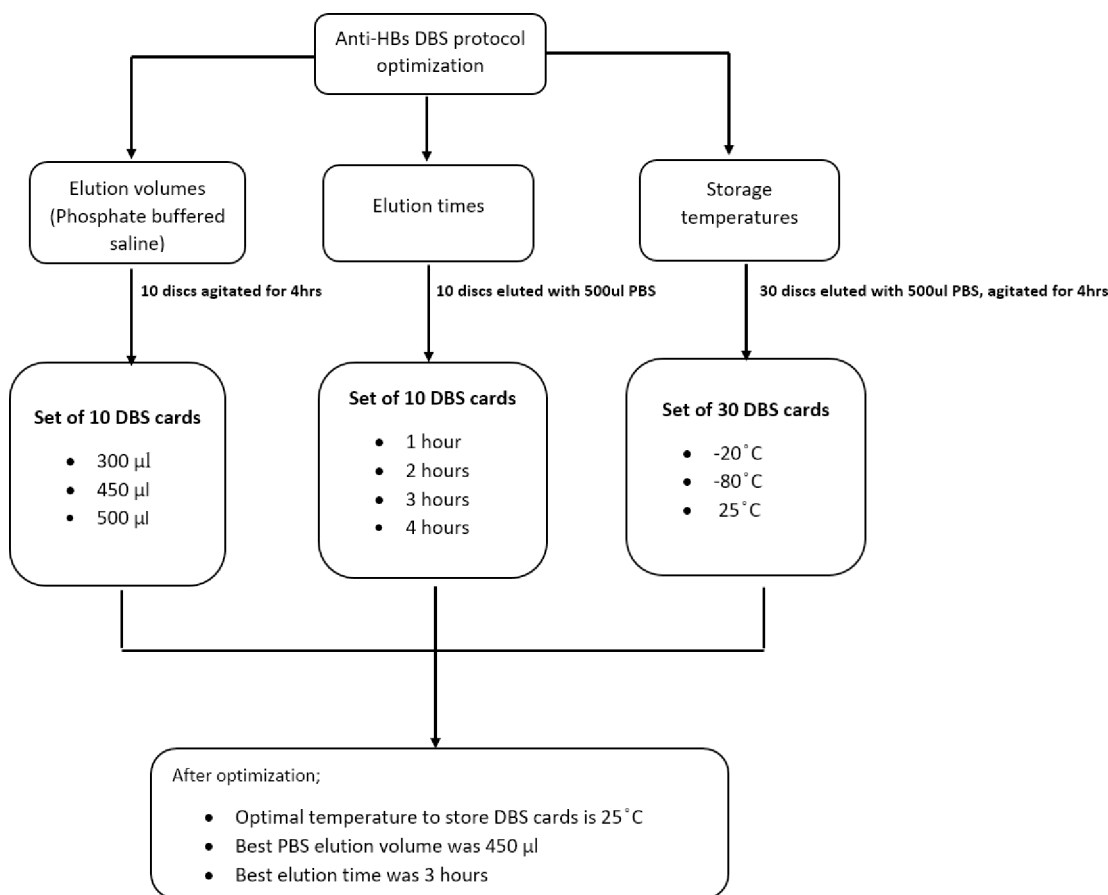 Anti-HBs DBS protocol
optimization
Elution volumes
(Phosphate buffered
saline)
Elution times
Storage
temperatures
10 discs agitated for 4hrs
10 discs eluted with 500ul PBS
30 discs eluted with 500ul PBS, agitated for 4hrs
Set of 10 DBS cards
• 300 µl
• 450 µl
• 500 µl
Set of 10 DBS cards
• 1 hour
• 2 hours
• 3 hours
• 4 hours
Set of 30 DBS cards
• -20˚C
• -80˚C
• 25˚C
After optimization;
• Optimal temperature to store DBS cards is 25˚C
• Best PBS elution volume was 450 µl
• Best elution time was 3 hours